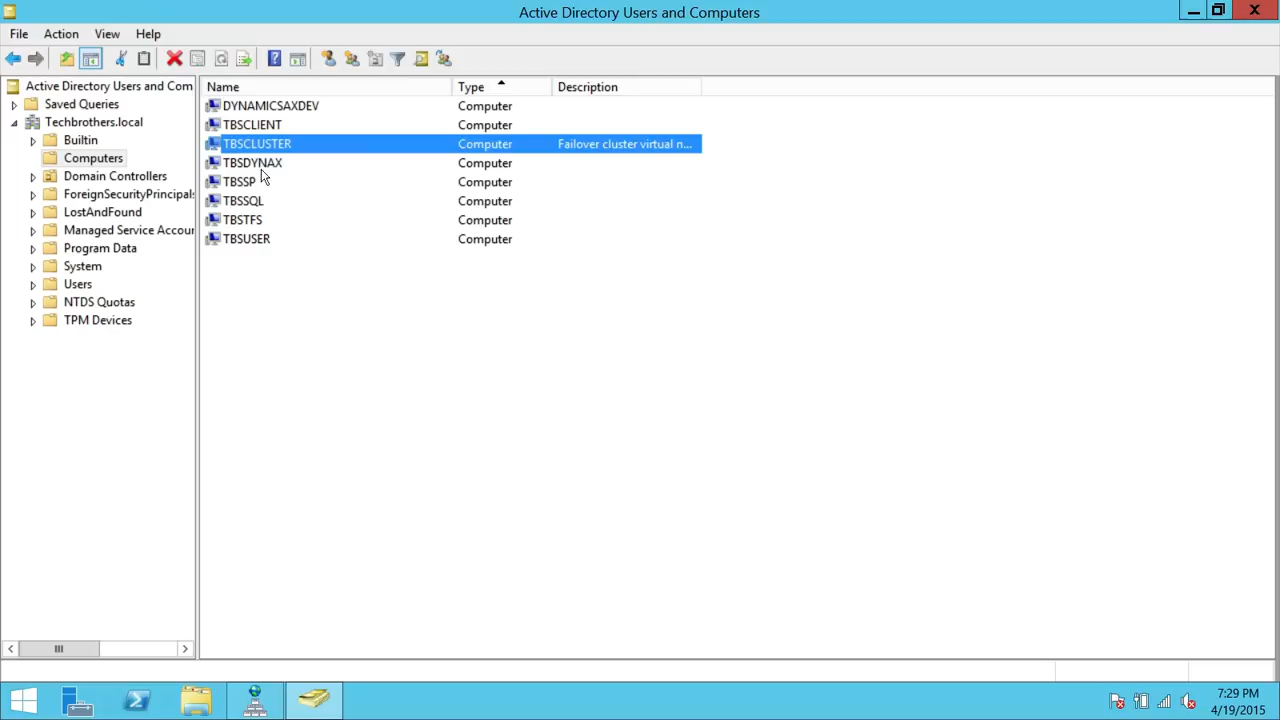 Active Directory Users and Computers
File Action View Help
Active Directory Users and Com
Saved Queries
Techbrothers.local
Builtin
Computers
Domain Controllers
ForeignSecurityPrincipals
LostAndFound
Managed Service Accour
Program Data
System
Users
NTDS Quotas
TPM Devices
Name Type Description
DYNAMICSAXDEV Computer
TBSCLIENT Computer
TBSCLUSTER Computer Failover cluster virtual n...
TBSDYNAX Computer
TBSSP Computer
TBSSQL Computer
TBSTFS Computer
TBSUSER Computer
7:29 PM
4/19/2015